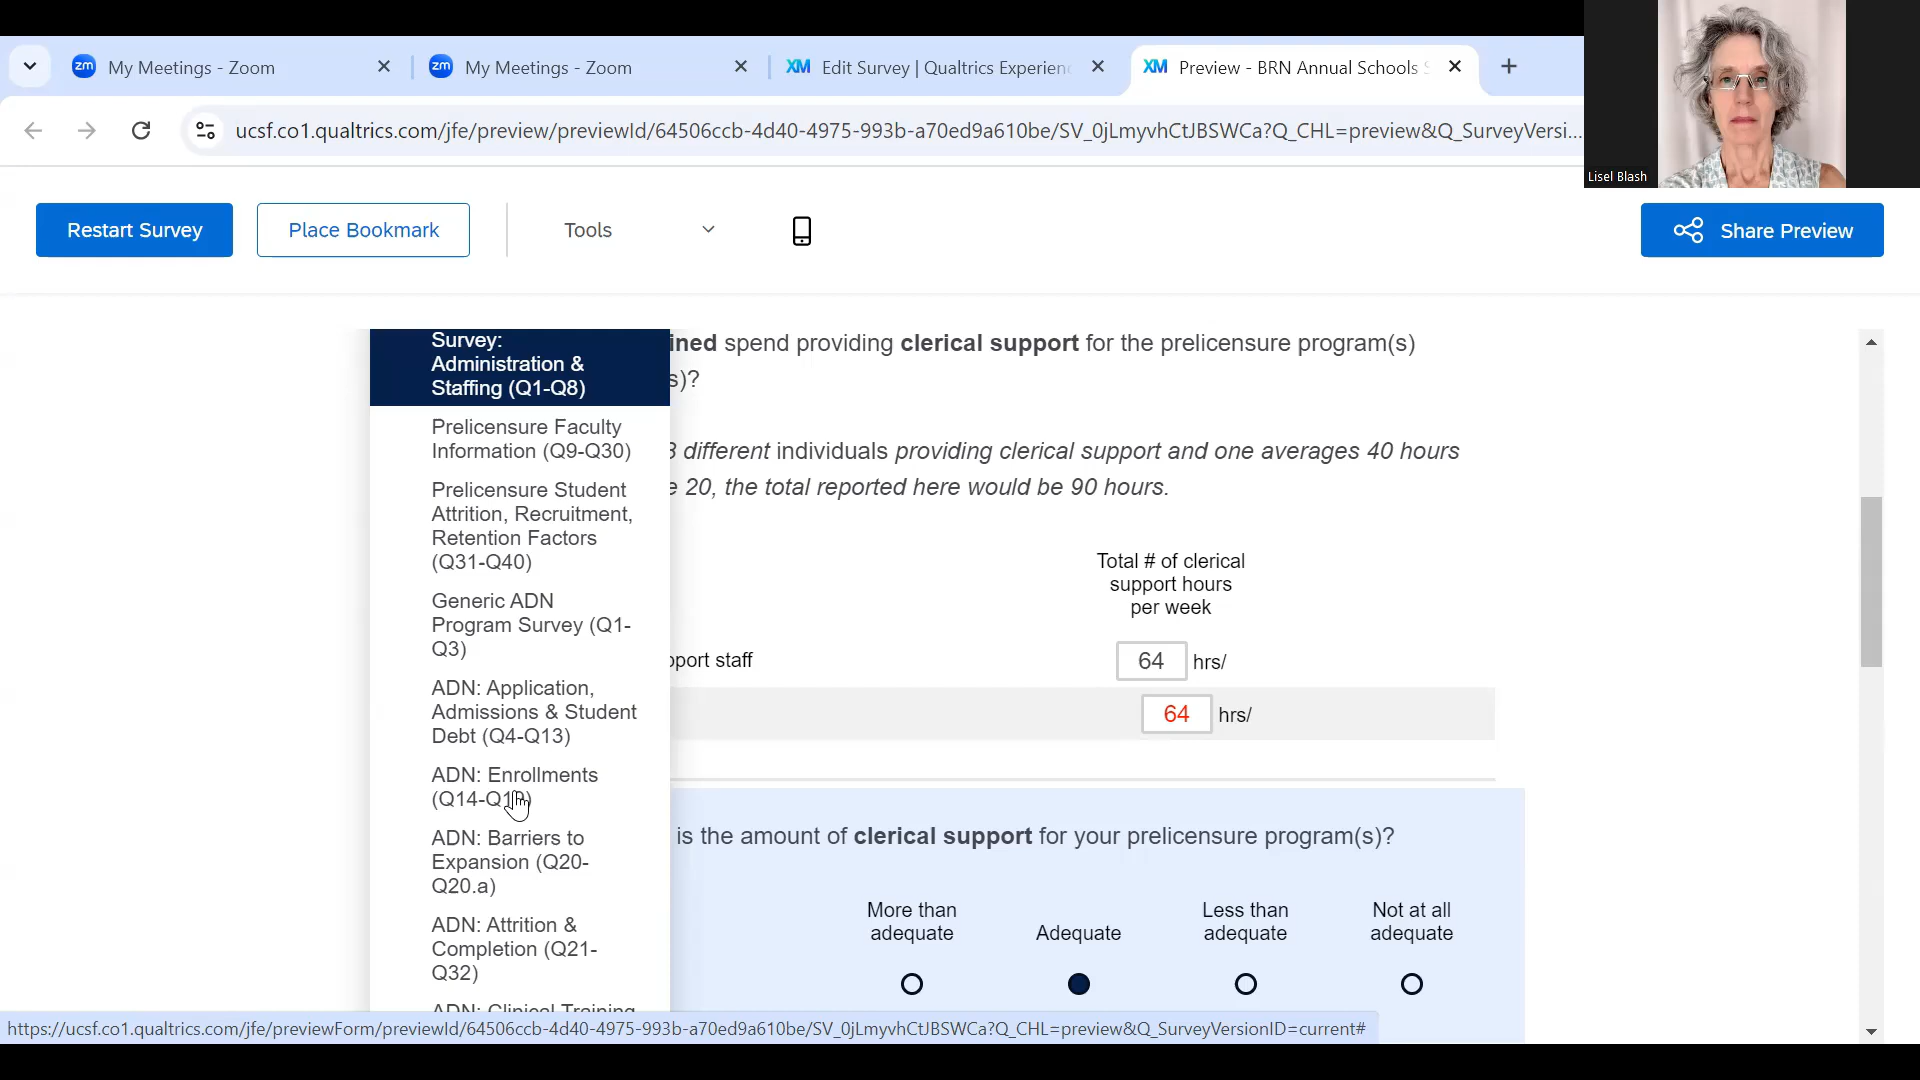 My Meetings - Zoom
My Meetings - Zoom
XM Edit Survey | Qualtrics Experien
XM Preview - BRN Annual Schools S
ucsf.co1.qualtrics.com/jfe/preview/previewId/64506ccb-4d40-4975-993b-a70ed9a610be/SV_0jLmyvhCtJBSWCa?Q_CHL=preview&Q_SurveyVersi...
Lisel Blash
Restart Survey
Place Bookmark
Tools
Share Preview
Survey:
Administration &
Staffing (Q1-Q8)
Prelicensure Faculty
Information (Q9-Q30)
Prelicensure Student
Attrition, Recruitment,
Retention Factors
(Q31-Q40)
Generic ADN
Program Survey (Q1-
Q3)
ADN: Application,
Admissions & Student
Debt (Q4-Q13)
ADN: Enrollments
(Q14-
ADN: Barriers to
Expansion (Q20-
Q20.a)
ADN: Attrition &
Completion (Q21-
Q32)
ADN: Clinical Training
ined spend providing clerical support for the prelicensure program(s)
s)?
3 different individuals providing clerical support and one averages 40 hours
e 20, the total reported here would be 90 hours.
Total # of clerical
support hours
per week
pport staff 64 hrs/
64 hrs/
is the amount of clerical support for your prelicensure program(s)?
More than
adequate
Adequate
Less than
adequate
Not at all
adequate
https://ucsf.co1.qualtrics.com/jfe/previewForm/previewId/64506ccb-4d40-4975-993b-a70ed9a610be/SV_0jLmyvhCtJBSWCa?Q_CHL=preview&Q_SurveyVersionID=current#